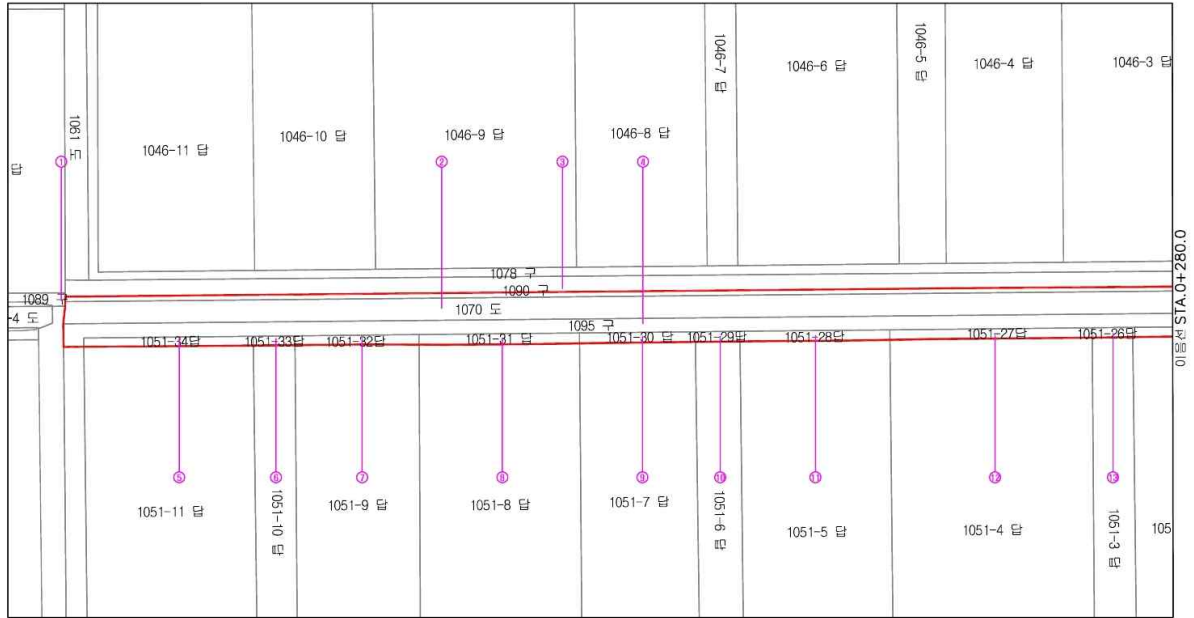 1061 도
1046-11 답
1046-10 답
1046-9 답
1046-8 답
1046-7 답
1046-6 답
1046-5 답
1046-4 답
1046-3 답
답
①
②
③
④
1078 구
1090 구
1089 구
1070 도
-4 도
1095 구
1051-34답
1051-33답
1051-32답
1051-31 답
1051-30 답
1051-29답
1051-28답
1051-27답
1051-26답
STA.0+280.0
⑤
⑥
⑦
⑧
⑨
⑩
⑪
⑫
⑬
1051-11 답
1051-10 답
1051-9 답
1051-8 답
1051-7 답
1051-6 답
1051-5 답
1051-4 답
1051-3 답
105